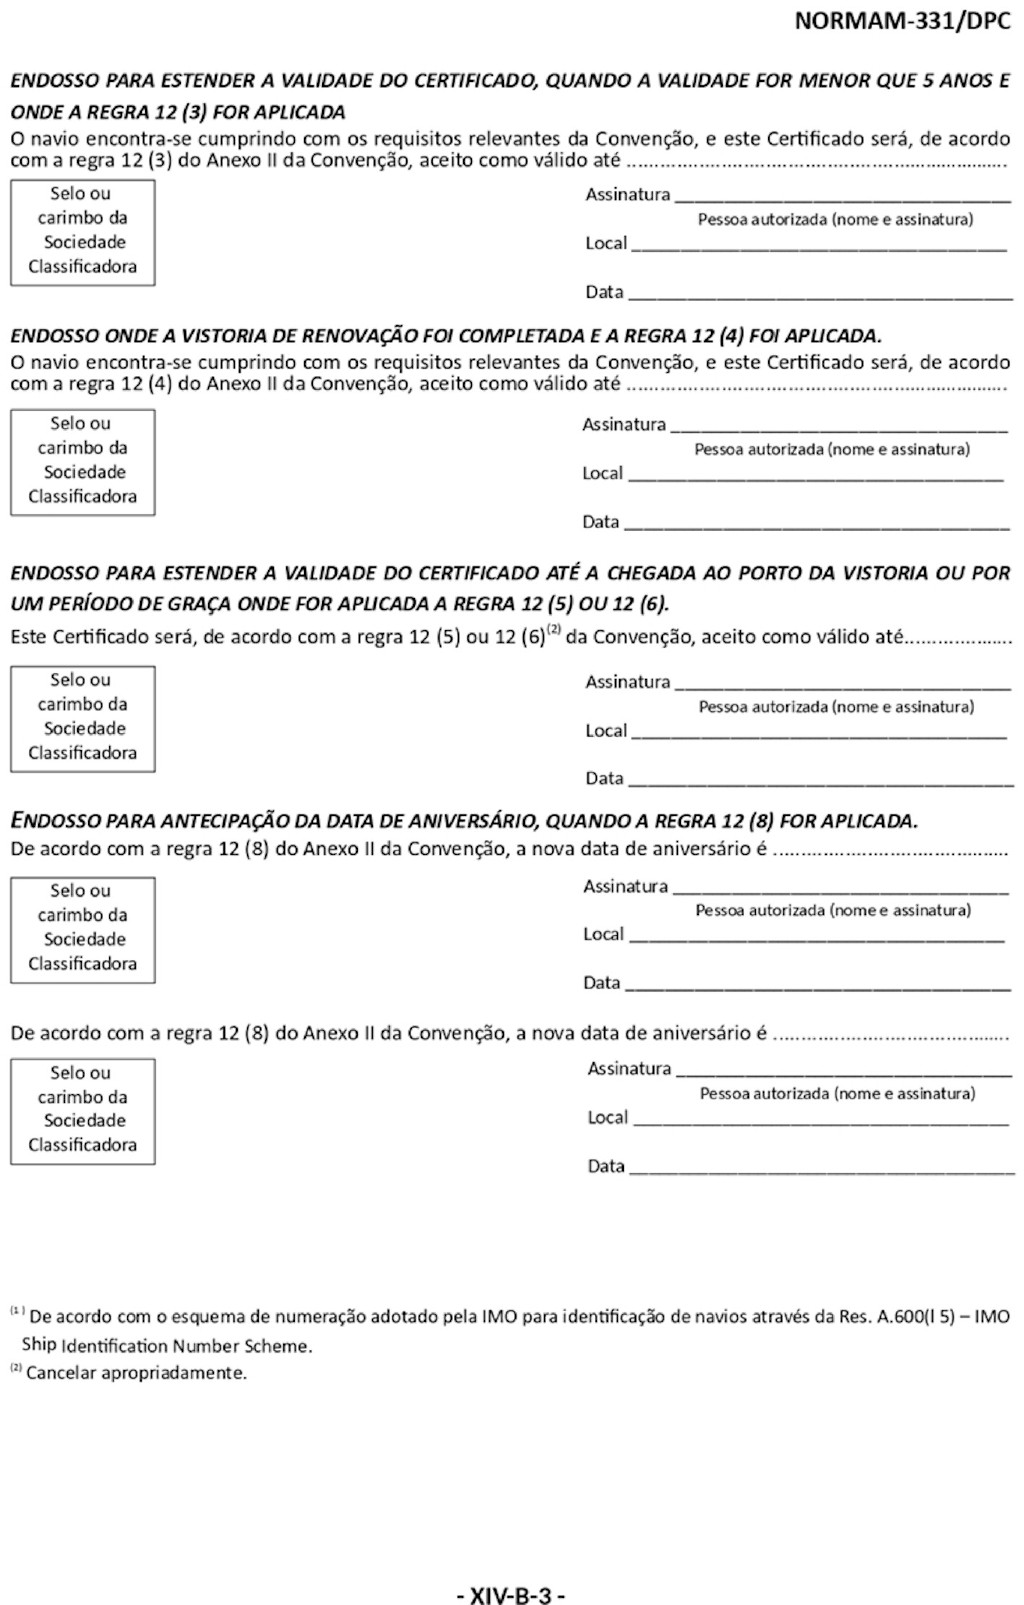 NORMAM-331/DPC
ENDOSSO PARA ESTENDER A VALIDADE DO CERTIFICADO, QUANDO A VALIDADE FOR MENOR QUE 5 ANOS E
ONDE A REGRA 12 (3) FOR APLICADA
O navio encontra-se cumprindo com os requisitos relevantes da Convenção, e este Certificado será, de acordo
com a regra 12 (3) do Anexo II da Convenção, aceito como válido até ....................................................................
Selo ou
carimbo da
Sociedade
Classificadora
Assinatura ___________________________________
Pessoa autorizada (nome e assinatura)
Local _______________________________________
Data ________________________________________
ENDOSSO ONDE A VISTORIA DE RENOVAÇÃO FOI COMPLETADA E A REGRA 12 (4) FOI APLICADA.
O navio encontra-se cumprindo com os requisitos relevantes da Convenção, e este Certificado será, de acordo
com a regra 12 (4) do Anexo II da Convenção, aceito como válido até ....................................................................
Selo ou
carimbo da
Sociedade
Classificadora
Assinatura ___________________________________
Pessoa autorizada (nome e assinatura)
Local _______________________________________
Data ________________________________________
ENDOSSO PARA ESTENDER A VALIDADE DO CERTIFICADO ATÉ A CHEGADA AO PORTO DA VISTORIA OU POR
UM PERÍODO DE GRAÇA ONDE FOR APLICADA A REGRA 12 (5) OU 12 (6).
Este Certificado será, de acordo com a regra 12 (5) ou 12 (6)(2) da Convenção, aceito como válido até....................
Selo ou
carimbo da
Sociedade
Classificadora
Assinatura ___________________________________
Pessoa autorizada (nome e assinatura)
Local _______________________________________
Data ________________________________________
ENDOSSO PARA ANTECIPAÇÃO DA DATA DE ANIVERSÁRIO, QUANDO A REGRA 12 (8) FOR APLICADA.
De acordo com a regra 12 (8) do Anexo II da Convenção, a nova data de aniversário é ..........................................
Selo ou
carimbo da
Sociedade
Classificadora
Assinatura ___________________________________
Pessoa autorizada (nome e assinatura)
Local _______________________________________
Data ________________________________________
De acordo com a regra 12 (8) do Anexo II da Convenção, a nova data de aniversário é ..........................................
Selo ou
carimbo da
Sociedade
Classificadora
Assinatura ___________________________________
Pessoa autorizada (nome e assinatura)
Local _______________________________________
Data ________________________________________
(1) De acordo com o esquema de numeração adotado pela IMO para identificação de navios através da Res. A.600(l 5) – IMO
Ship Identification Number Scheme.
(2) Cancelar apropriadamente.
- XIV-B-3 -